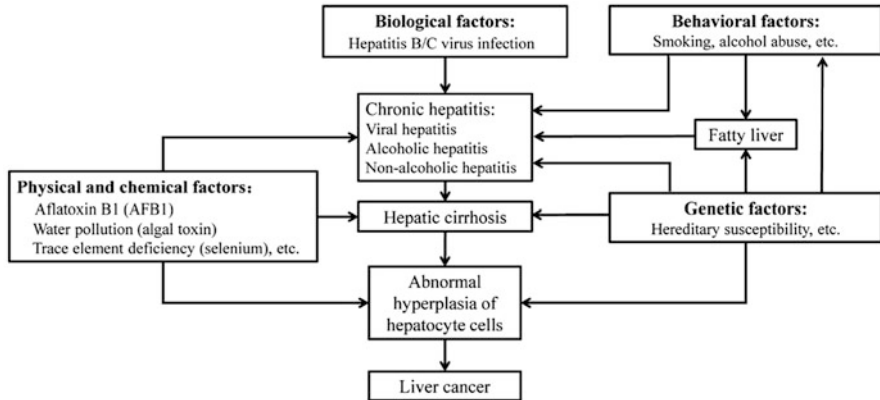 Biological factors:
Hepatitis B/C virus infection
Behavioral factors:
Smoking, alcohol abuse, etc.
Chronic hepatitis:
Viral hepatitis
Alcoholic hepatitis
Non-alcoholic hepatitis
Fatty liver
Physical and chemical factors:
Aflatoxin B1 (AFB1)
Water pollution (algal toxin)
Trace element deficiency (selenium), etc.
Hepatic cirrhosis
Genetic factors:
Hereditary susceptibility, etc.
Abnormal
hyperplasia of
hepatocyte cells
Liver cancer